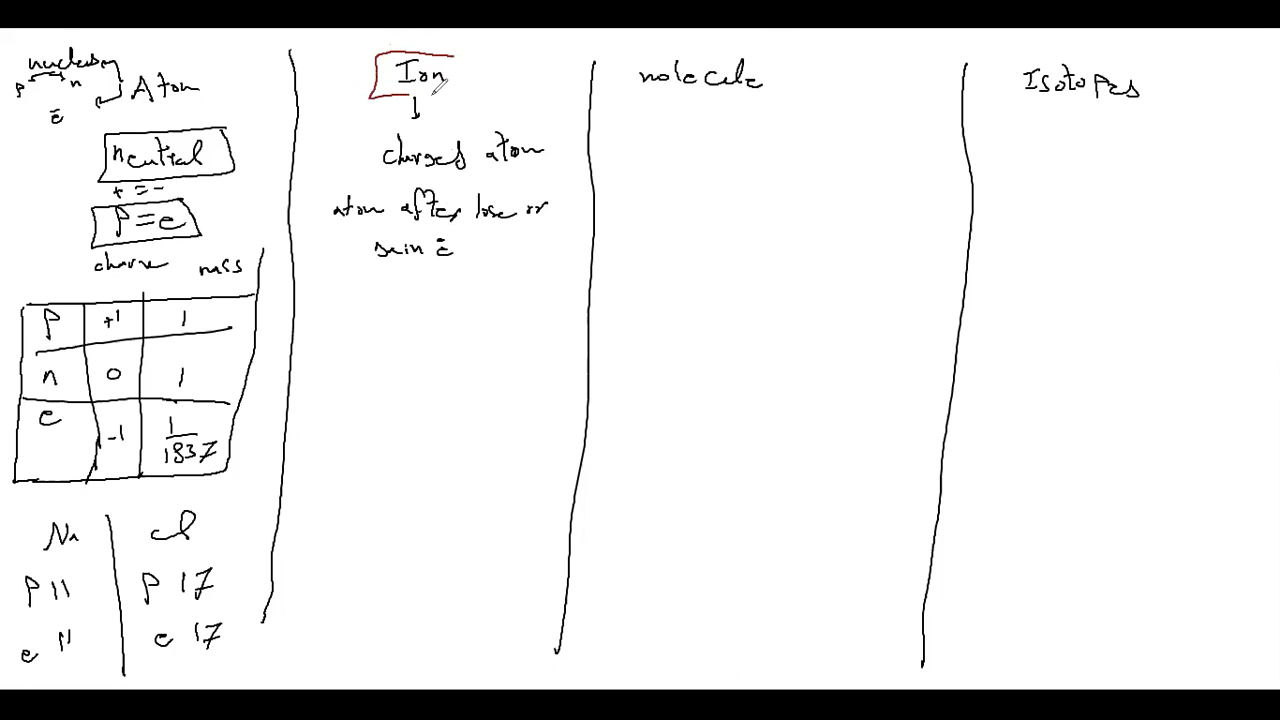 nucleus
P n
Atom
ē
neutral
+ = -
P = e
charge mass
P +1 1
n 0 1
e -1 1/1837
Na Cl
P 11 P 17
e 11 e 17
Ion
charged atom
atom after lose or
gain ē
molecule
Isotopes